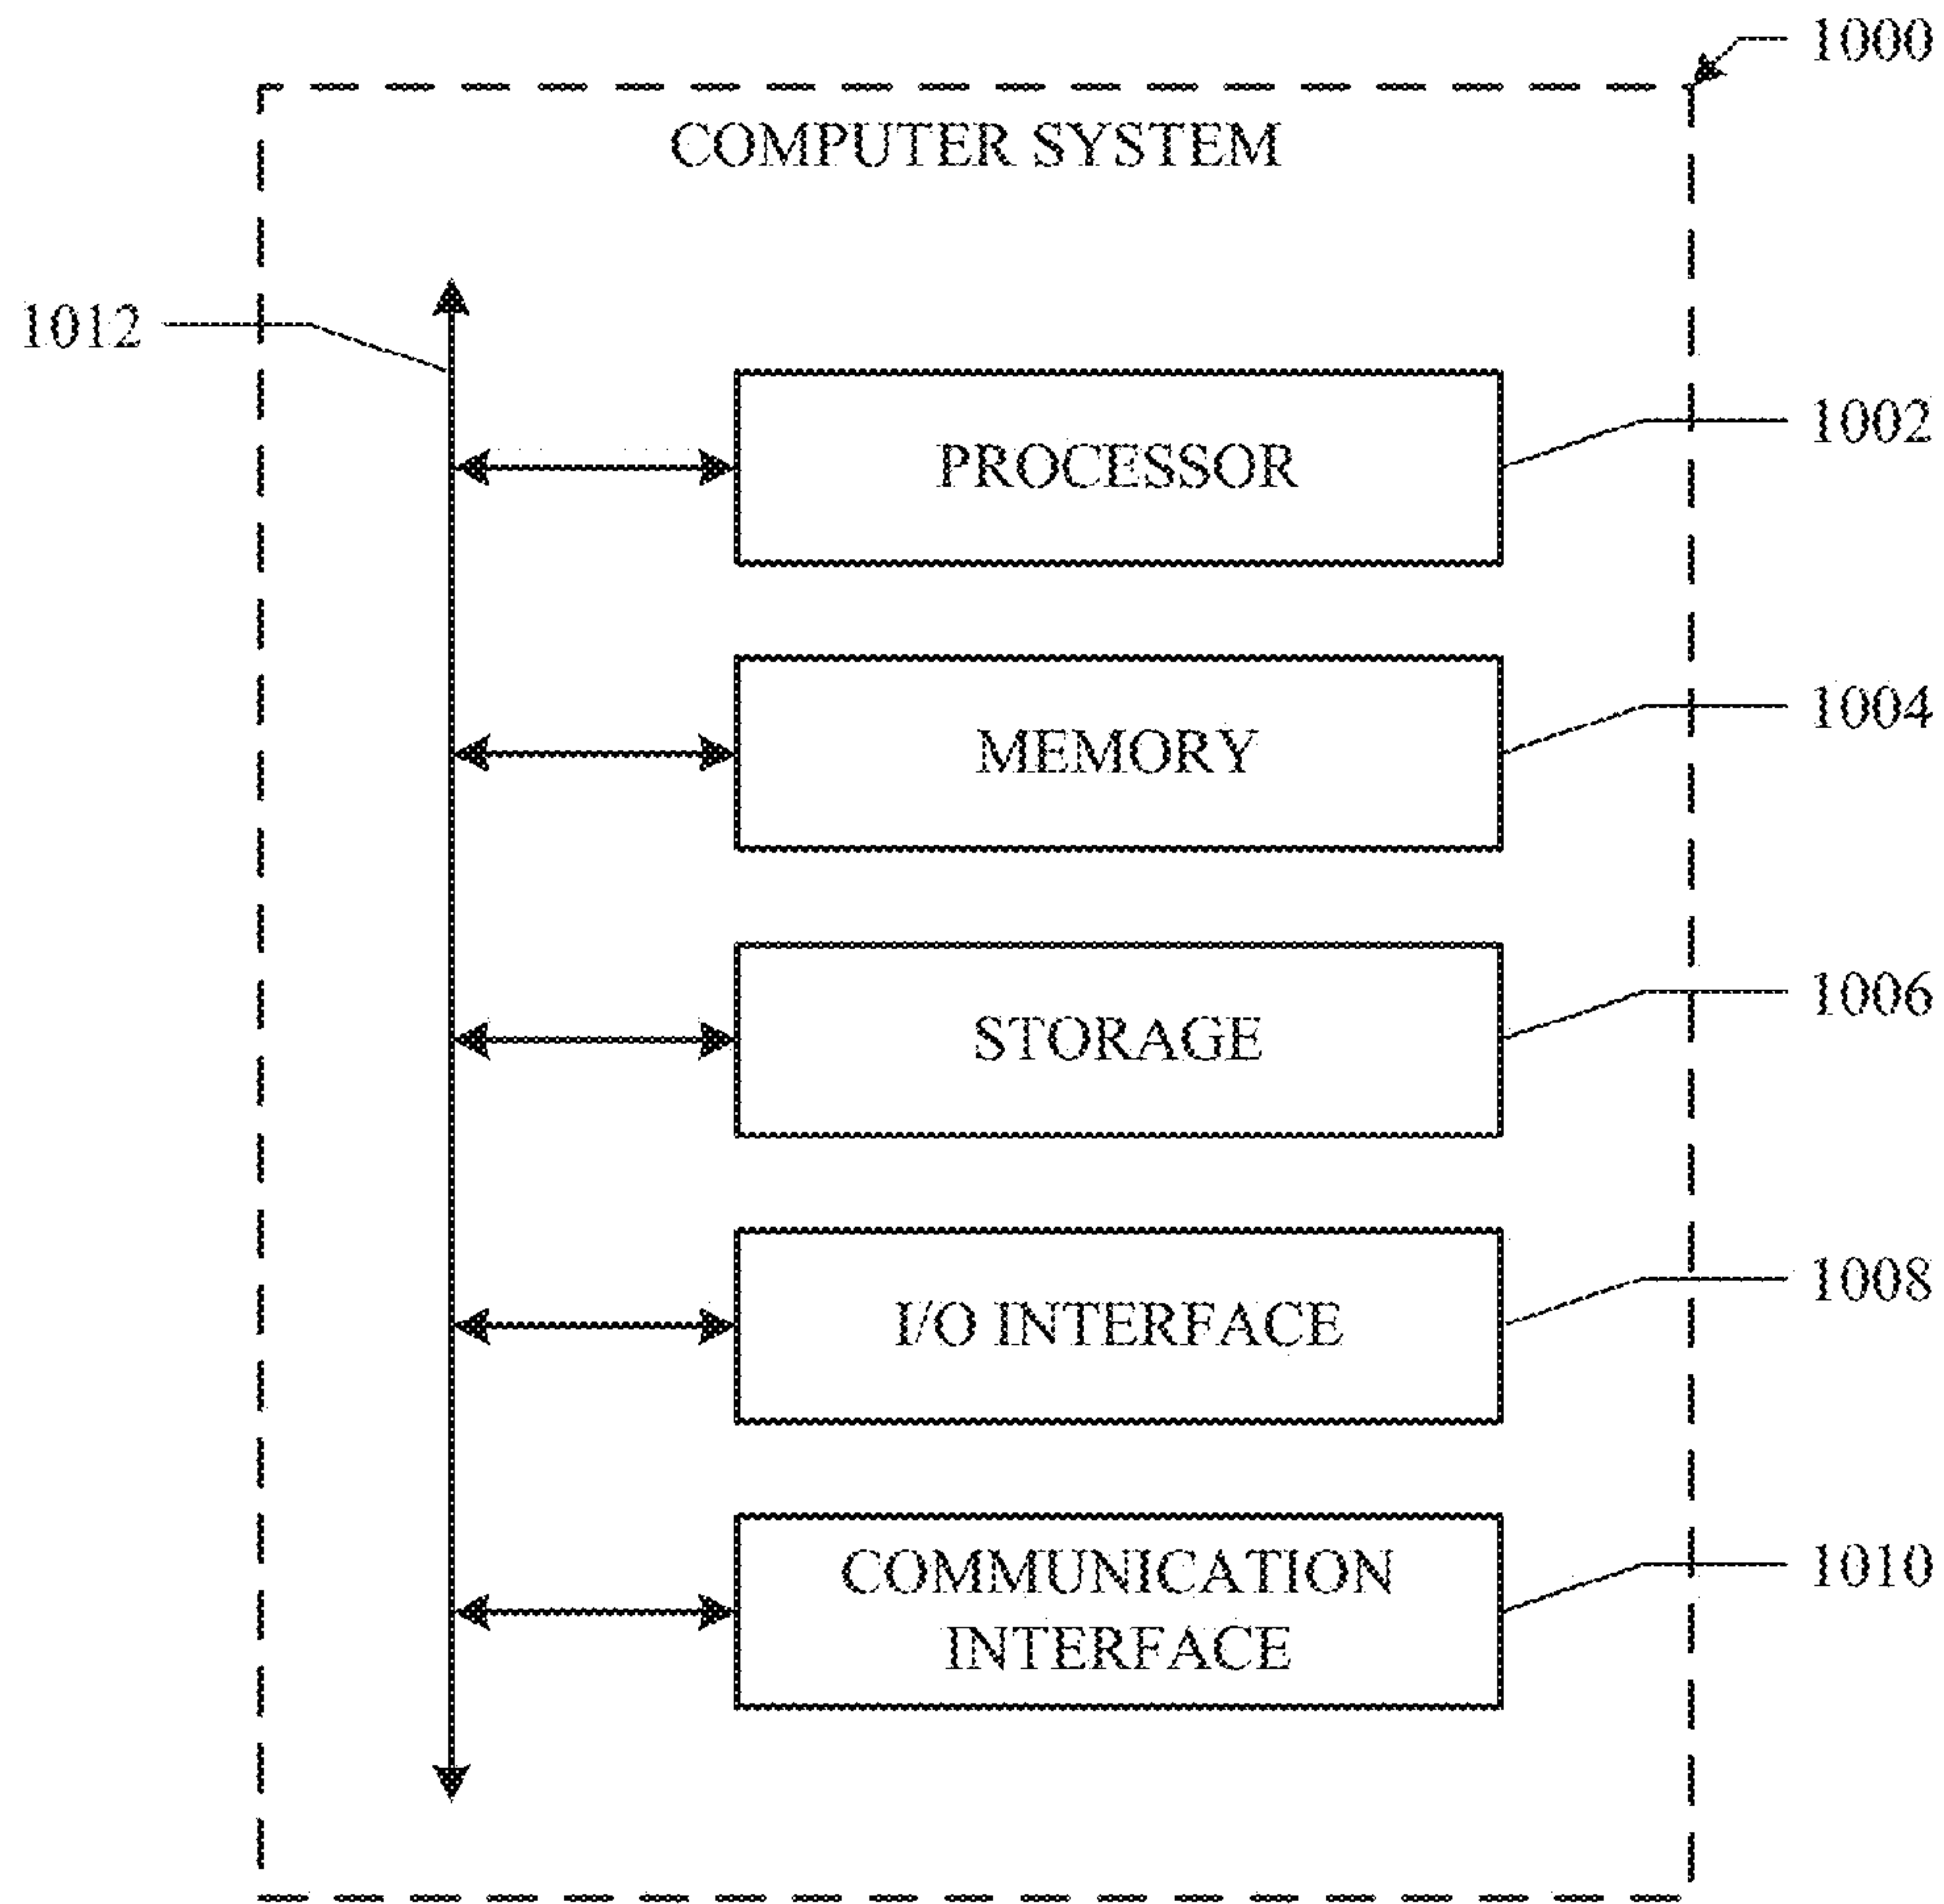 1000
COMPUTER SYSTEM
1012
1002
PROCESSOR
1004
MEMORY
1006
STORAGE
1008
I/O INTERFACE
1010
COMMUNICATION
INTERFACE